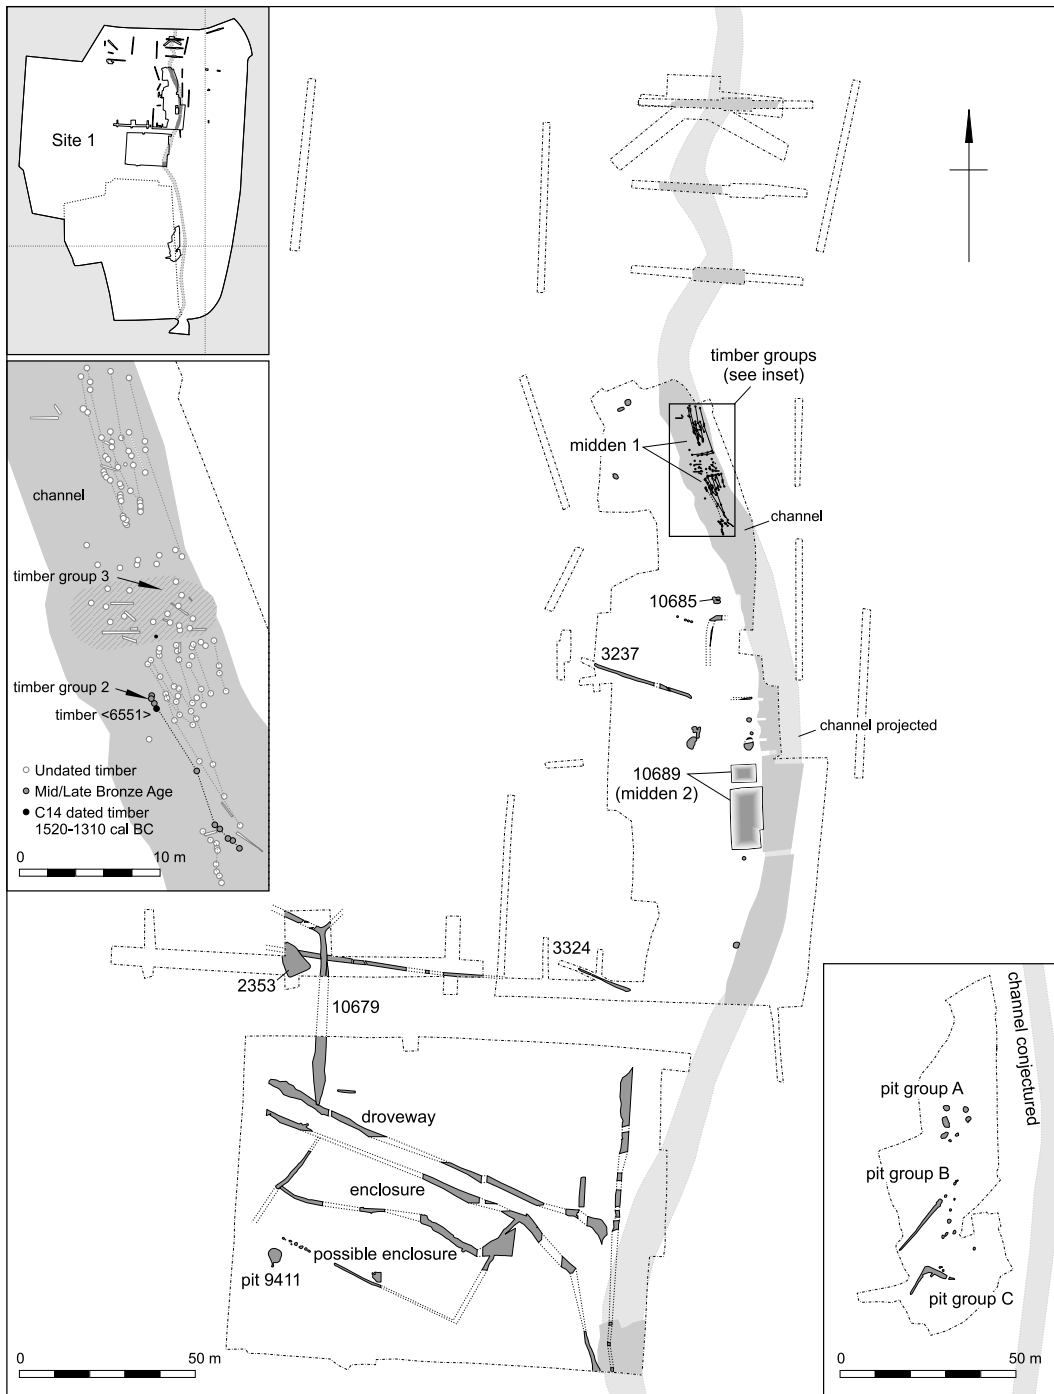 Site 1
timber groups
(see inset)
midden 1
channel
channel
timber group 3
timber group 2
timber <6551>
Undated timber
Mid/Late Bronze Age
C14 dated timber
1520-1310 cal BC
0 10 m
10685
3237
channel projected
10689
(midden 2)
3324
2353
10679
droveway
enclosure
possible enclosure
pit 9411
0 50 m
channel conjectured
pit group A
pit group B
pit group C
0 50 m